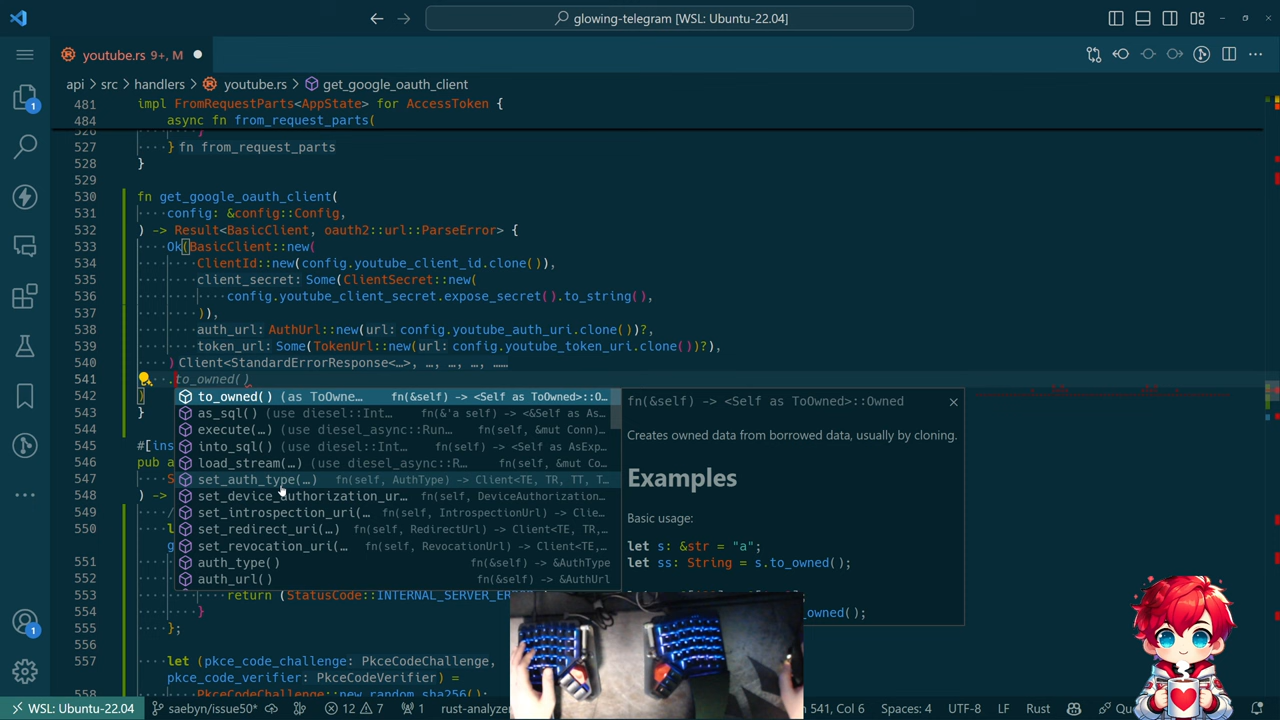 glowing-telegram [WSL: Ubuntu-22.04]
youtube.rs 9+, M
api > src > handlers > youtube.rs > get_google_oauth_client
481 impl FromRequestParts<AppState> for AccessToken {
484 async fn from_request_parts(
526 }
527 } fn from_request_parts
528 }
529
530 fn get_google_oauth_client(
531 config: &config::Config,
532 ) -> Result<BasicClient, oauth2::url::ParseError> {
533 Ok(BasicClient::new(
534 ClientId::new(config.youtube_client_id.clone()),
535 client_secret: Some(ClientSecret::new(
536 config.youtube_client_secret.expose_secret().to_string(),
537 )),
538 auth_url: AuthUrl::new(url: config.youtube_auth_uri.clone())?,
539 token_url: Some(TokenUrl::new(url: config.youtube_token_uri.clone())?),
540 ) Client<StandardErrorResponse<…>, …, …, …, ……
541 .to_owned()
542 )
543 }
544
545 #[ins
546 pub a
547 S
548 ) ->
549 /
550 l
g
551
552
553 return (StatusCode::INTERNAL_SERVER_ER
554 }
555 };
556
557 let (pkce_code_challenge: PkceCodeChallenge,
pkce_code_verifier: PkceCodeVerifier) =
558 PkceCodeChallenge::new_random_sha256();
to_owned() (as ToOwne… fn(&self) -> <Self as ToOwned>::O…
as_sql() (use diesel::Int… fn(&'a self) -> <&Self as As…
execute(…) (use diesel_async::Run… fn(self, &mut Conn)…
into_sql() (use diesel::Int… fn(self) -> <Self as AsExp…
load_stream(…) (use diesel_async::R… fn(self, &mut Co…
set_auth_type(…) fn(self, AuthType) -> Client<TE, TR, TT, T…
set_device_authorization_ur… fn(self, DeviceAuthorization…
set_introspection_uri(… fn(self, IntrospectionUrl) -> Clie…
set_redirect_uri(…) fn(self, RedirectUrl) -> Client<TE, TR,…
set_revocation_uri(… fn(self, RevocationUrl) -> Client<TE,…
auth_type() fn(&self) -> &AuthType
auth_url() fn(&self) -> &AuthUrl
fn(&self) -> <Self as ToOwned>::Owned
Creates owned data from borrowed data, usually by cloning.
Examples
Basic usage:
let s: &str = "a";
let ss: String = s.to_owned();
_owned();
1
1
WSL: Ubuntu-22.04 saebyn/issue50* 12 7 1 rust-analyzer
541, Col 6 Spaces: 4 UTF-8 LF Rust